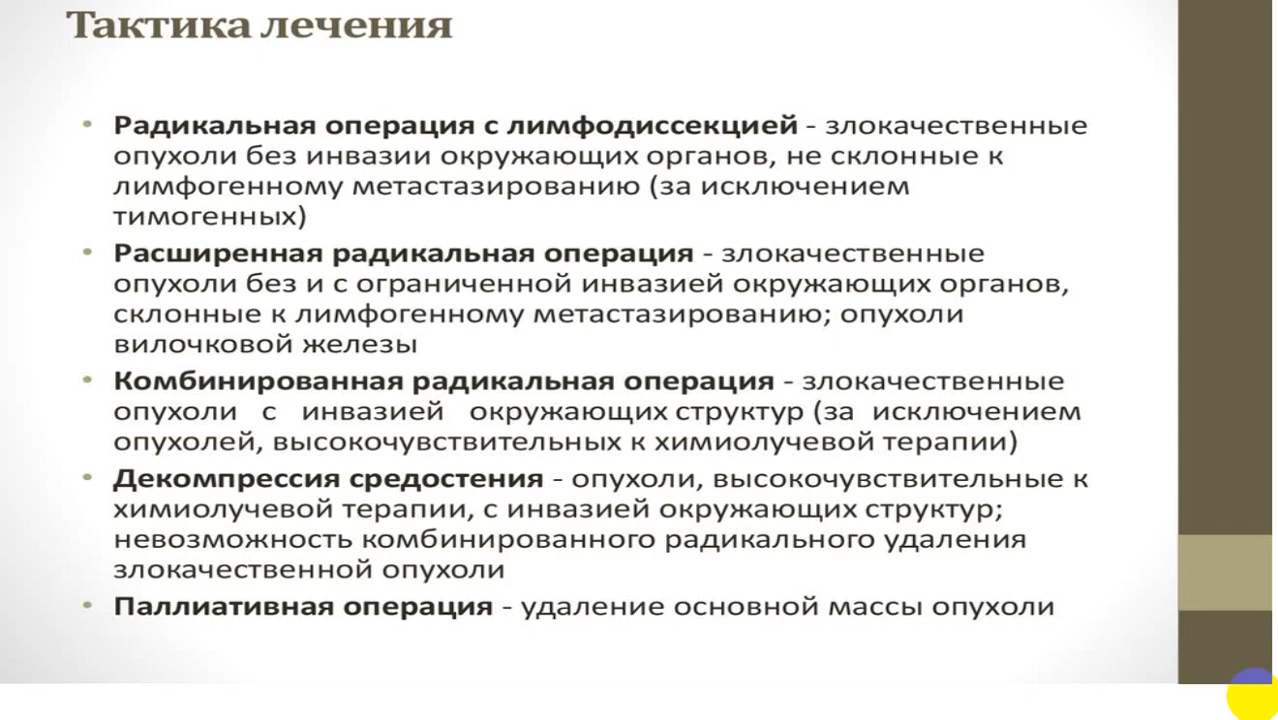 Тактика лечения
• Радикальная операция с лимфодиссекцией - злокачественные
опухоли без инвазии окружающих органов, не склонные к
лимфогенному метастазированию (за исключением
тимогенных)
• Расширенная радикальная операция - злокачественные
опухоли без и с ограниченной инвазией окружающих органов,
склонные к лимфогенному метастазированию; опухоли
вилочковой железы
• Комбинированная радикальная операция - злокачественные
опухоли с инвазией окружающих структур (за исключением
опухолей, высокочувствительных к химиолучевой терапии)
• Декомпрессия средостения - опухоли, высокочувствительные к
химиолучевой терапии, с инвазией окружающих структур;
невозможность комбинированного радикального удаления
злокачественной опухоли
• Паллиативная операция - удаление основной массы опухоли